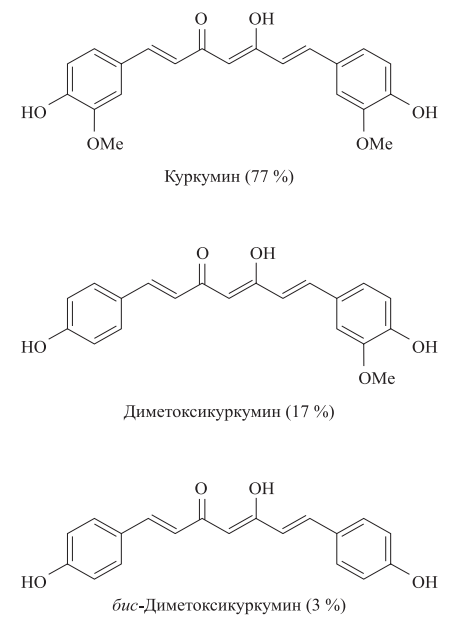 O OH
HO OH
OMe OMe
Куркумин (77 %)
O OH
HO OH
OMe
Диметоксикуркумин (17 %)
O OH
HO OH
бис-Диметоксикуркумин (3 %)